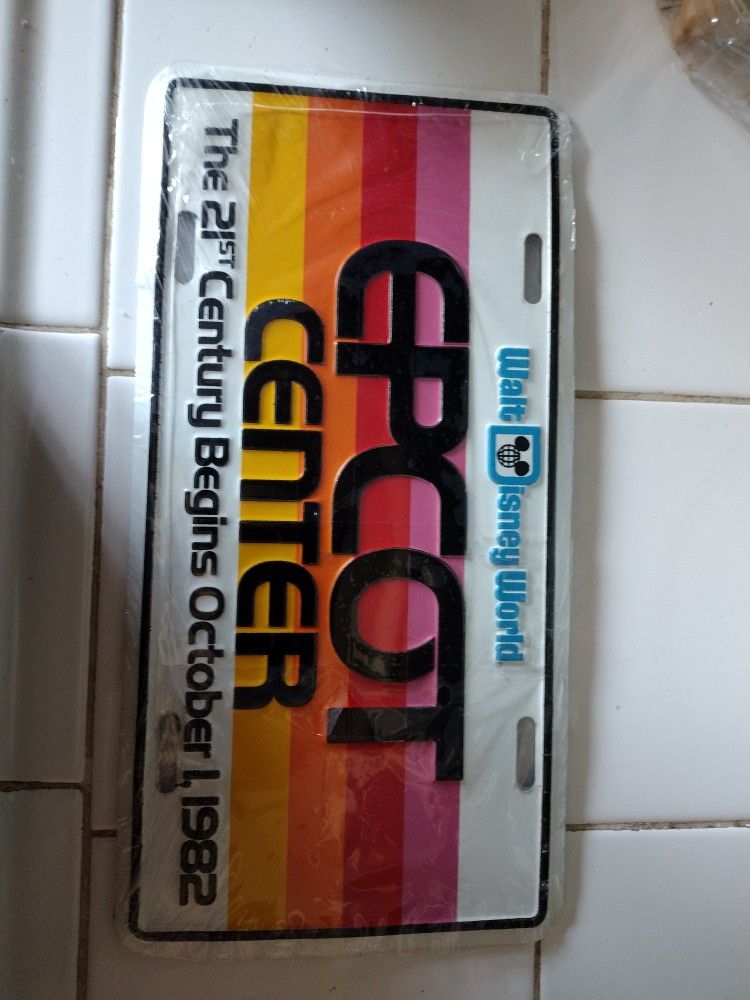 Walt Disney World
EPCOT
CENTER
The 21ST Century Begins October 1, 1982